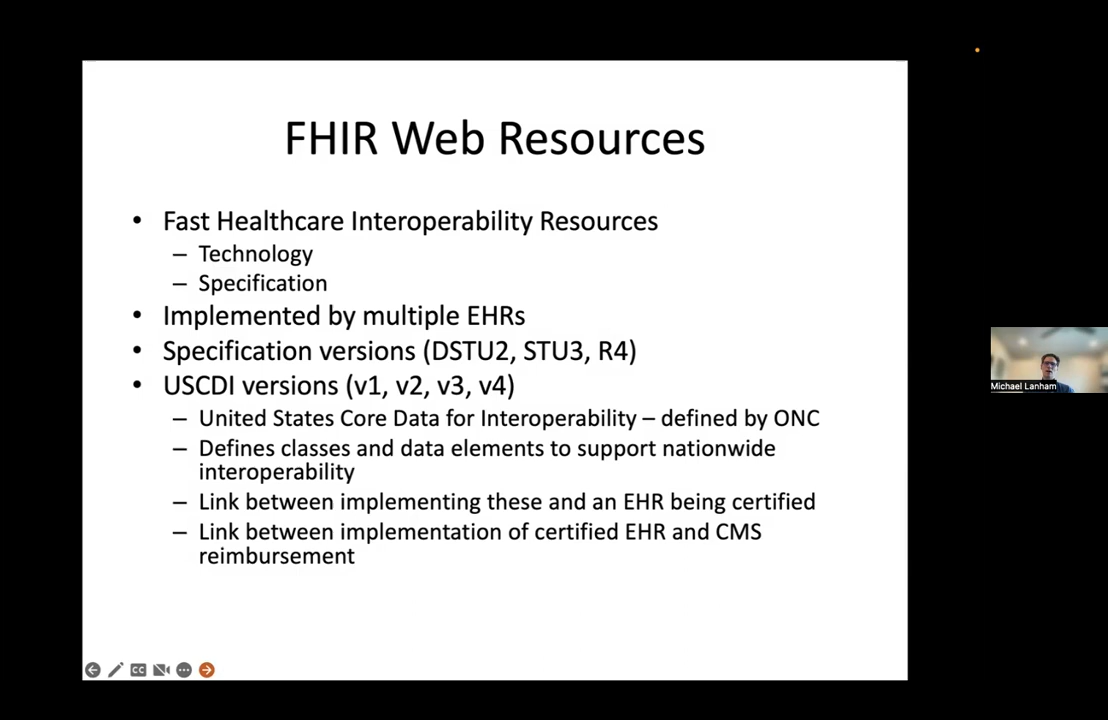 FHIR Web Resources
• Fast Healthcare Interoperability Resources
– Technology
– Specification
• Implemented by multiple EHRs
• Specification versions (DSTU2, STU3, R4)
• USCDI versions (v1, v2, v3, v4)
– United States Core Data for Interoperability – defined by ONC
– Defines classes and data elements to support nationwide
interoperability
– Link between implementing these and an EHR being certified
– Link between implementation of certified EHR and CMS
reimbursement
Michael Lanham
CC